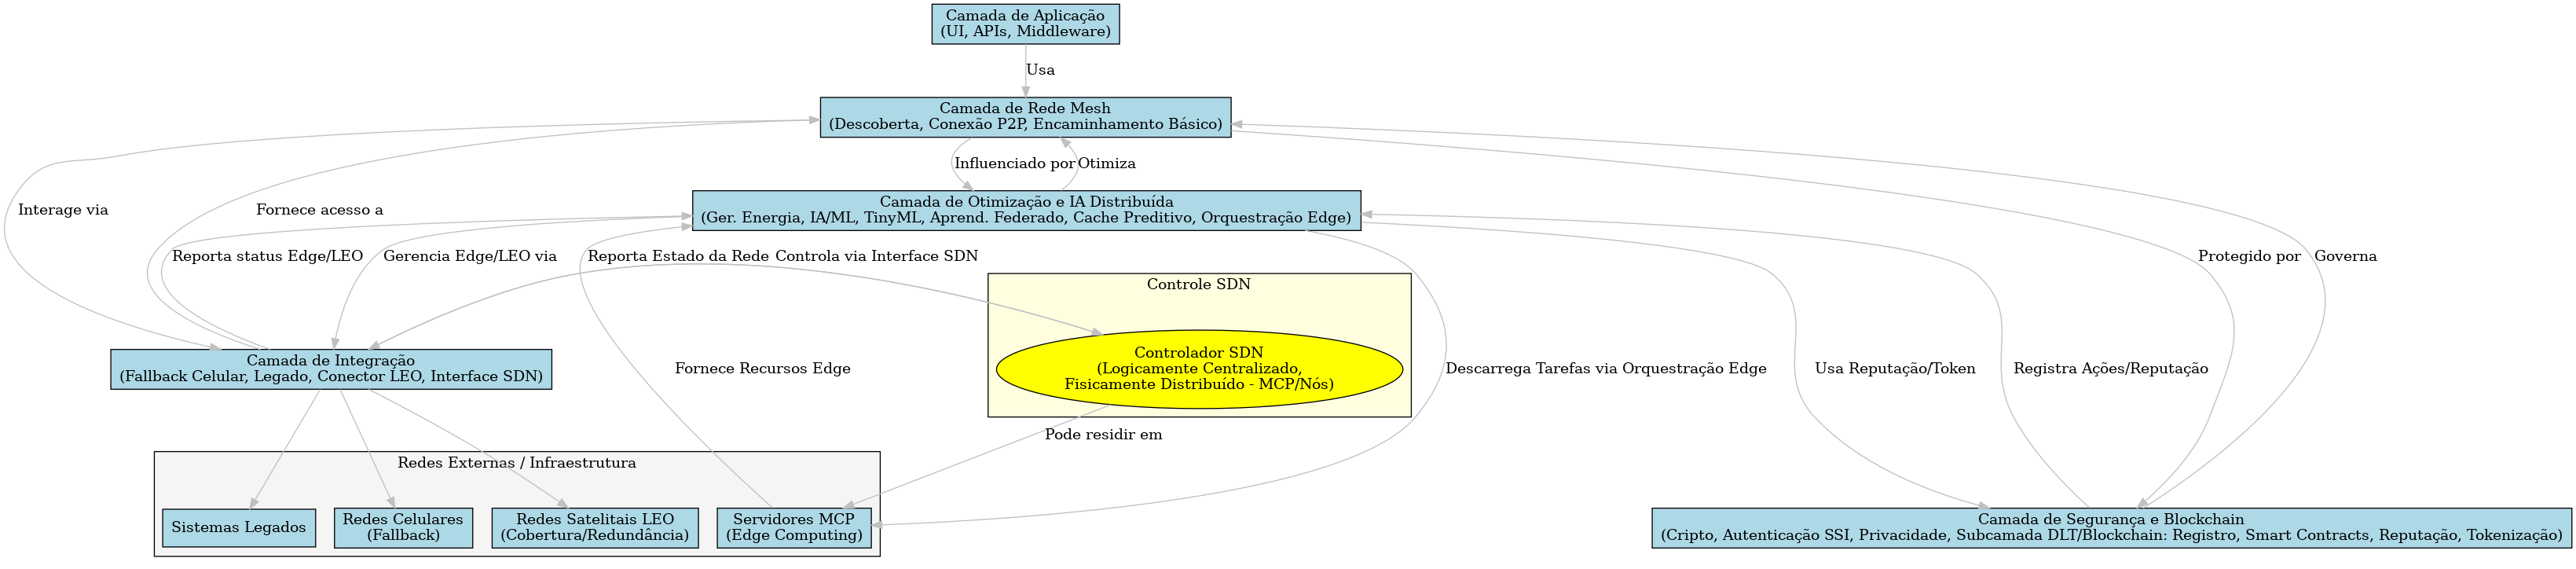 Camada de Aplicação
(UI, APIs, Middleware)
Usa
Camada de Rede Mesh
(Descoberta, Conexão P2P, Encaminhamento Básico)
Influenciado por
Otimiza
Camada de Otimização e IA Distribuída
(Ger. Energia, IA/ML, TinyML, Aprend. Federado, Cache Preditivo, Orquestração Edge)
Interage via
Fornece acesso a
Reporta status Edge/LEO
Gerencia Edge/LEO via
Reporta Estado da Rede
Controla via Interface SDN
Protegido por
Governa
Controle SDN
Controlador SDN
(Logicamente Centralizado,
Fisicamente Distribuído - MCP/Nós)
Camada de Integração
(Fallback Celular, Legado, Conector LEO, Interface SDN)
Fornece Recursos Edge
Descarrega Tarefas via Orquestração Edge
Usa Reputação/Token
Registra Ações/Reputação
Pode residir em
Redes Externas / Infraestrutura
Sistemas Legados
Redes Celulares
(Fallback)
Redes Satelitais LEO
(Cobertura/Redundância)
Servidores MCP
(Edge Computing)
Camada de Segurança e Blockchain
(Cripto, Autenticação SSI, Privacidade, Subcamada DLT/Blockchain: Registro, Smart Contracts, Reputação, Tokenização)